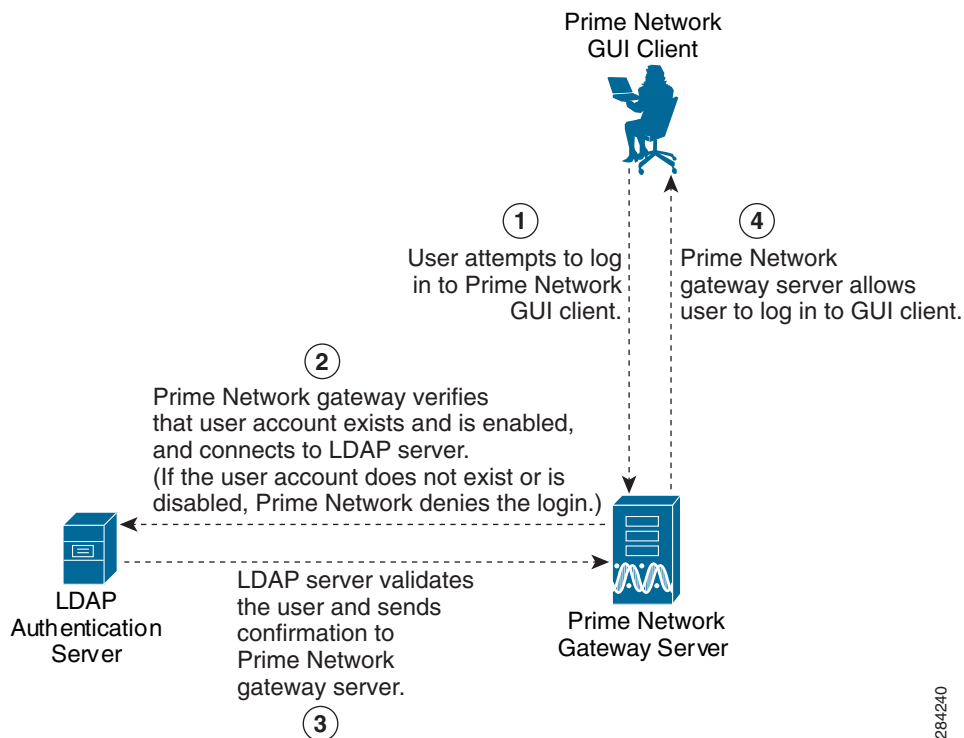 Prime Network
GUI Client
1
User attempts to log
in to Prime Network
GUI client.
4
Prime Network
gateway server allows
user to log in to GUI client.
2
Prime Network gateway verifies
that user account exists and is enabled,
and connects to LDAP server.
(If the user account does not exist or is
disabled, Prime Network denies the login.)
LDAP
Authentication
Server
LDAP server validates
the user and sends
confirmation to
Prime Network
gateway server.
3
Prime Network
Gateway Server
284240